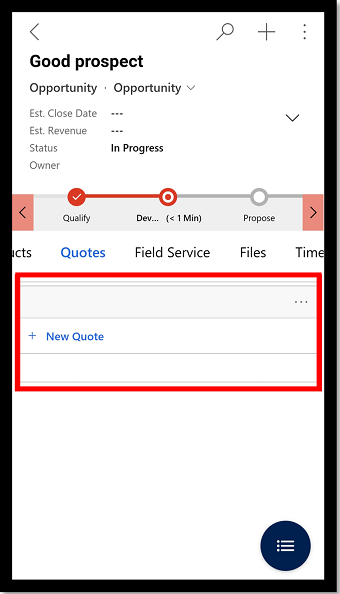 Good prospect
Opportunity · Opportunity
Est. Close Date ---
Est. Revenue ---
Status In Progress
Owner
Qualify Dev... (< 1 Min) Propose
ucts Quotes Field Service Files Time
...
+ New Quote